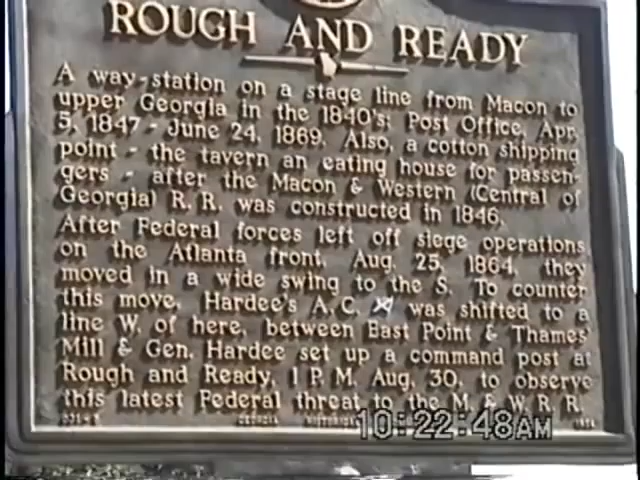 ROUGH AND READY
A way-station on a stage line from Macon to
upper Georgia in the 1840's; Post Office, Apr.
5, 1847 - June 24, 1869. Also, a cotton shipping
point - the tavern an eating house for passen-
gers - after the Macon & Western (Central of
Georgia) R. R. was constructed in 1846.
After Federal forces left off siege operations
on the Atlanta front, Aug. 25, 1864, they
moved in a wide swing to the S. To counter
this move, Hardee's A. C. was shifted to a
line W. of here, between East Point & Thames'
Mill & Gen. Hardee set up a command post at
Rough and Ready, 1 P. M. Aug. 30, to observe
this latest Federal threat to the M. & W. R. R.
GEORGIA HISTORICAL
10:22:48AM